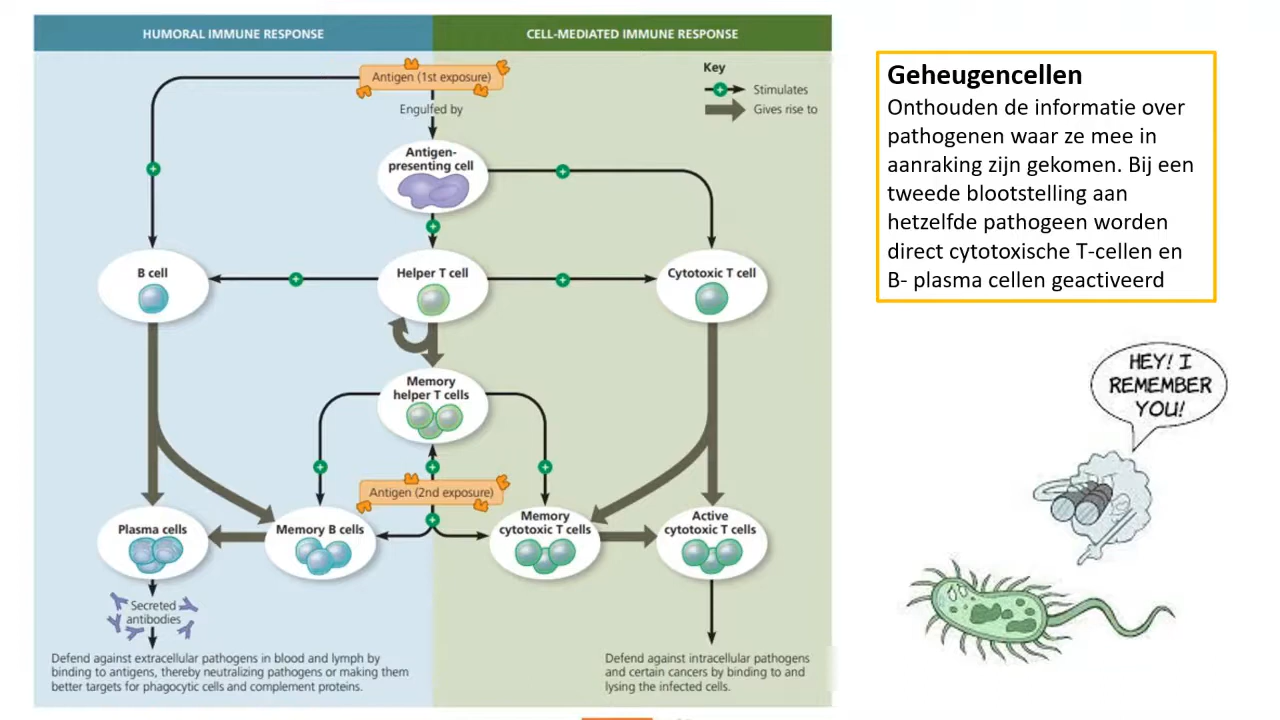 HUMORAL IMMUNE RESPONSE
CELL-MEDIATED IMMUNE RESPONSE
Antigen (1st exposure)
Engulfed by
Key
Stimulates
Gives rise to
Antigen-
presenting cell
B cell
Helper T cell
Cytotoxic T cell
Memory
helper T cells
Antigen (2nd exposure)
Plasma cells
Memory B cells
Memory
cytotoxic T cells
Active
cytotoxic T cells
Secreted
antibodies
Defend against extracellular pathogens in blood and lymph by
binding to antigens, thereby neutralizing pathogens or making them
better targets for phagocytic cells and complement proteins.
Defend against intracellular pathogens
and certain cancers by binding to and
lysing the infected cells.
Geheugencellen
Onthouden de informatie over
pathogenen waar ze mee in
aanraking zijn gekomen. Bij een
tweede blootstelling aan
hetzelfde pathogeen worden
direct cytotoxische T-cellen en
B- plasma cellen geactiveerd
HEY! I
REMEMBER
YOU!